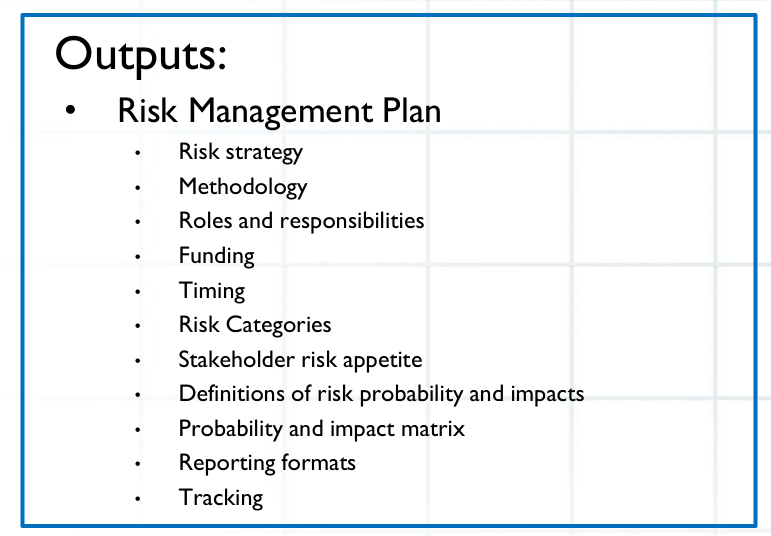 Outputs:
• Risk Management Plan
• Risk strategy
• Methodology
• Roles and responsibilities
• Funding
• Timing
• Risk Categories
• Stakeholder risk appetite
• Definitions of risk probability and impacts
• Probability and impact matrix
• Reporting formats
• Tracking